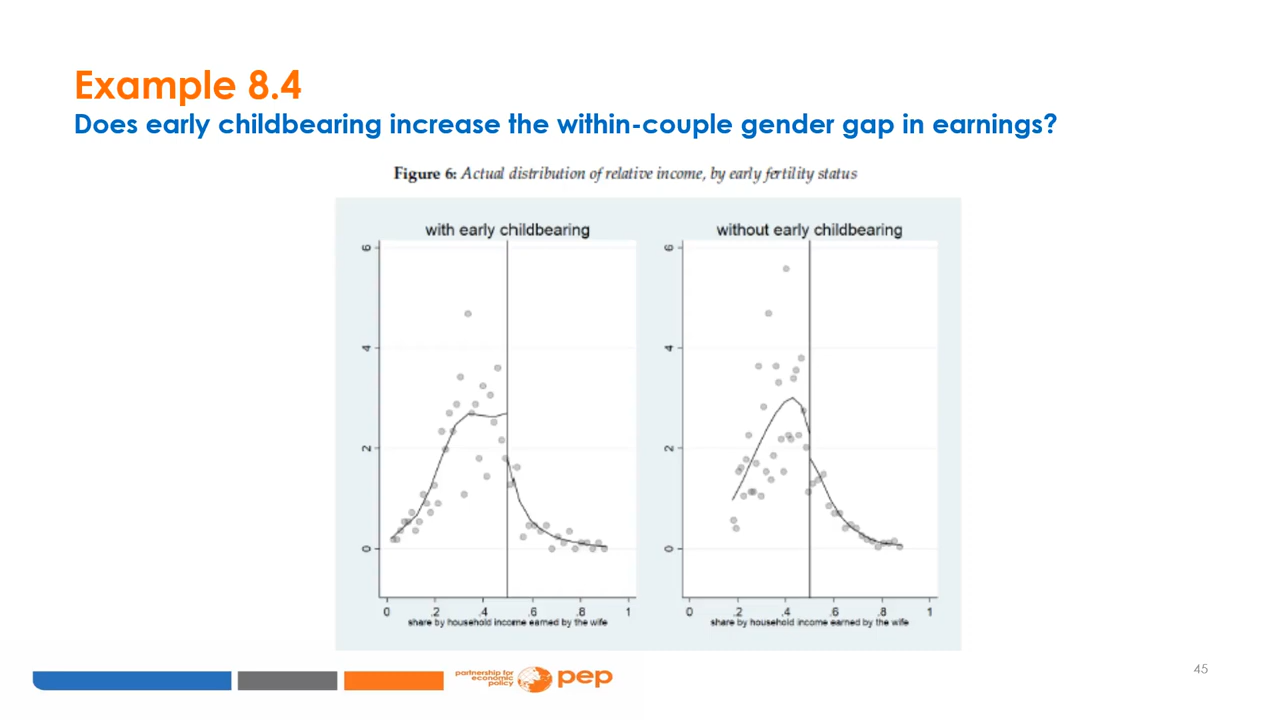 Example 8.4
Does early childbearing increase the within-couple gender gap in earnings?
Figure 6: Actual distribution of relative income, by early fertility status
with early childbearing
6
4
2
0
0 .2 .4 .6 .8 1
share by household income earned by the wife
without early childbearing
6
4
2
0
0 .2 .4 .6 .8 1
share by household income earned by the wife
partnership for
economic
policy
pep
45